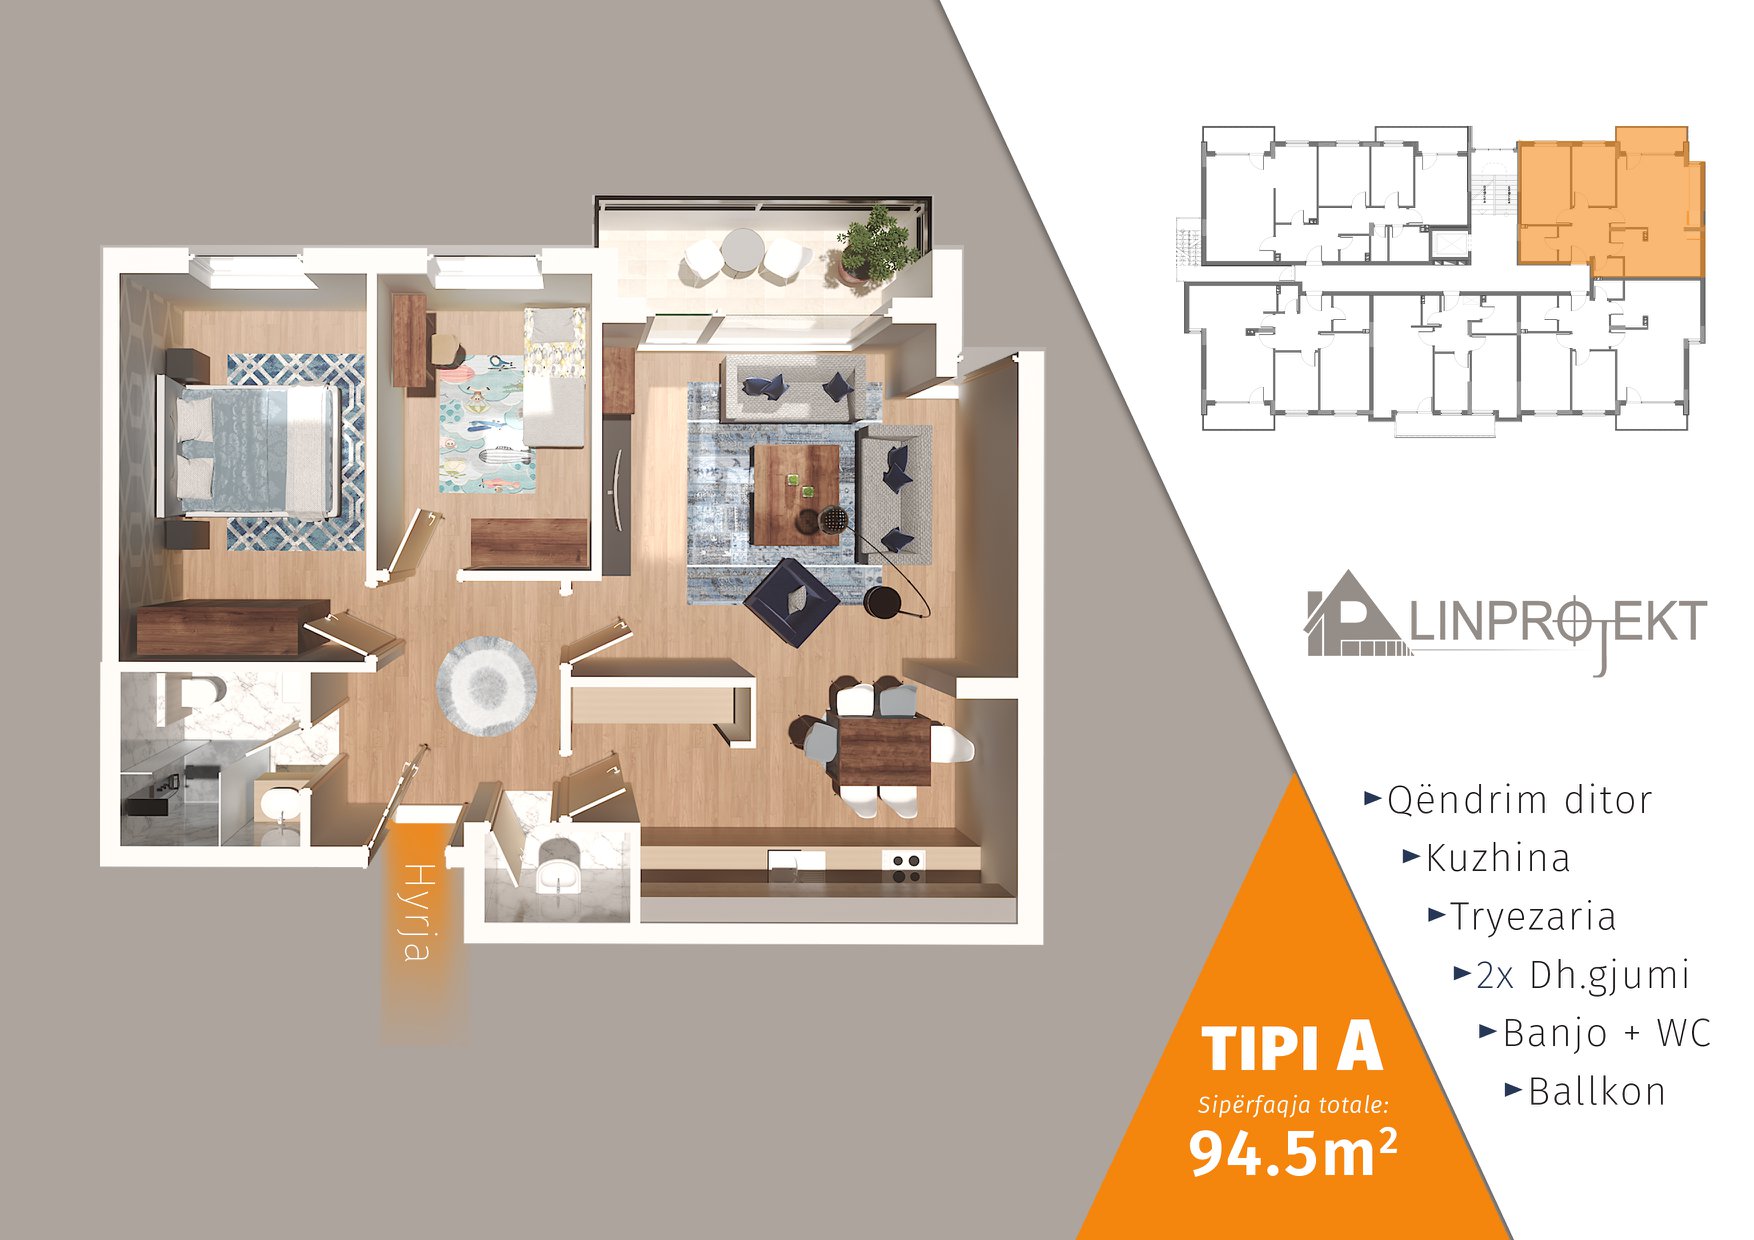 Hyrja
LINPROJEKT
Qëndrim ditor
Kuzhina
Tryezaria
2x Dh.gjumi
Banjo + WC
Ballkon
TIPI A
Sipërfaqja totale:
94.5m²